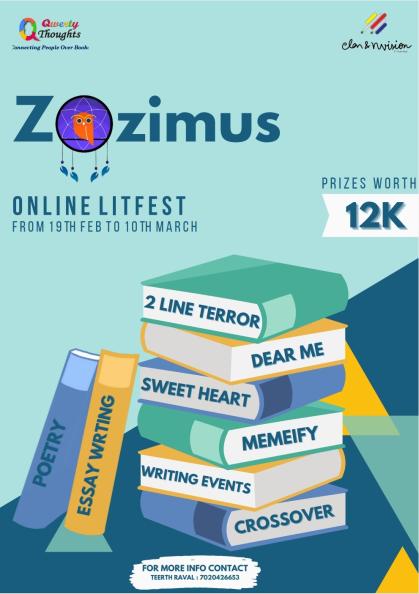 Qwerty
Thoughts
Connecting People Over Books
clan & nvision
Zozimus
ONLINE LITFEST
FROM 19TH FEB TO 10TH MARCH
PRIZES WORTH
12K
2 LINE TERROR
DEAR ME
SWEET HEART
MEMEIFY
WRITING EVENTS
CROSSOVER
POETRY
ESSAY WRTING
FOR MORE INFO CONTACT
TEERTH RAVAL : 7020426653